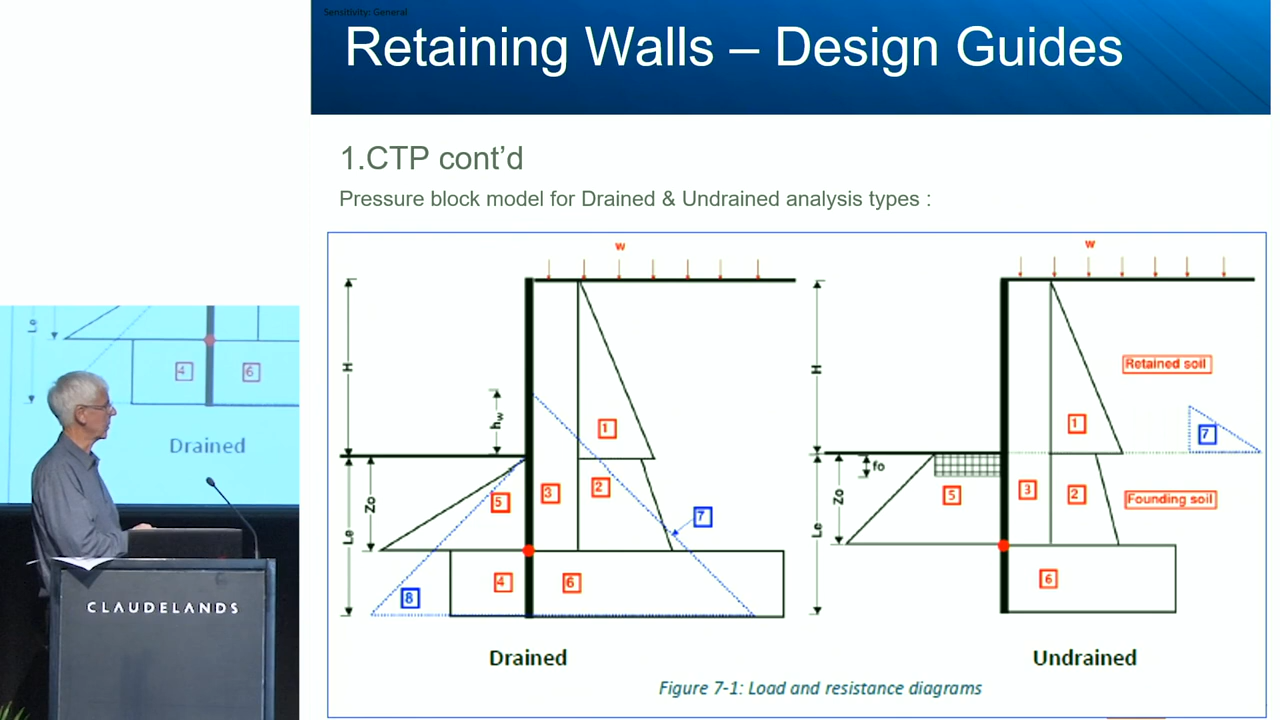 Sensitivity: General
Retaining Walls – Design Guides
1.CTP cont’d
Pressure block model for Drained & Undrained analysis types :
w
w
H
H
hw
Retained soil
1
1
7
fo
Zo
5
3
2
7
Zo
5
3
2
Founding soil
Le
Le
4
6
8
6
Drained
Undrained
Figure 7-1: Load and resistance diagrams
Le
4
6
Drained
CLAUDELANDS